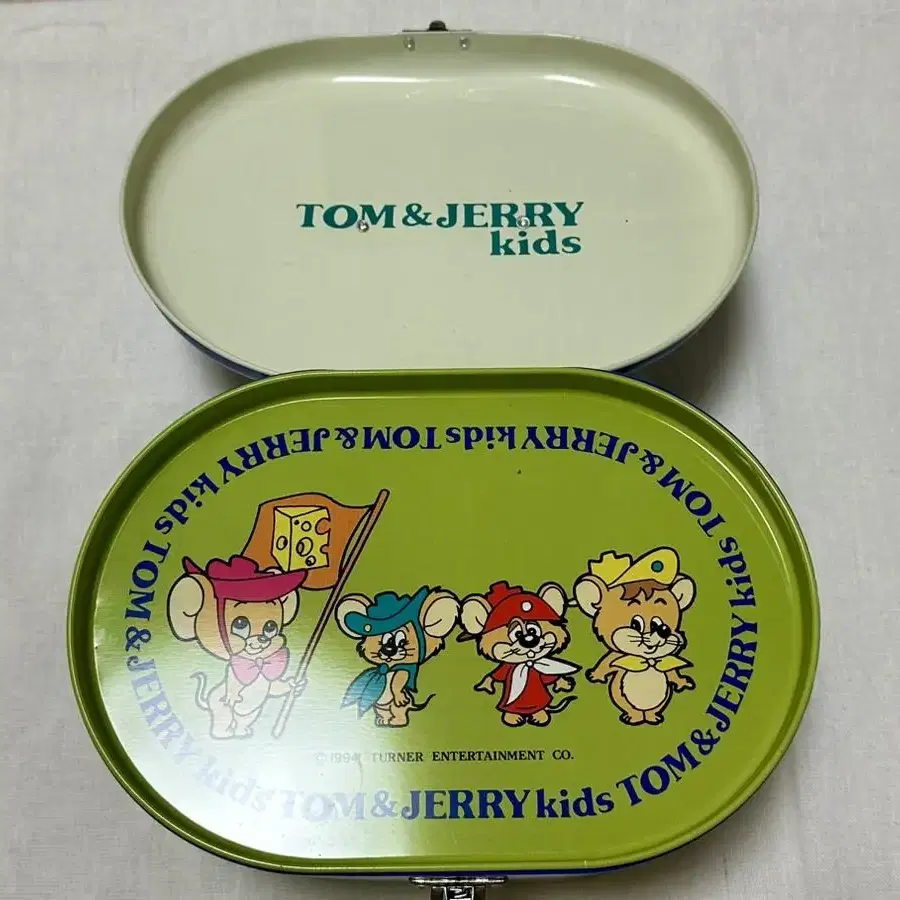 TOM & JERRY
kids
TOM & JERRY kids TOM & JERRY kids TOM & JERRY kids TOM & JERRY kids TOM & JERRY kids
©1994 TURNER ENTERTAINMENT CO.